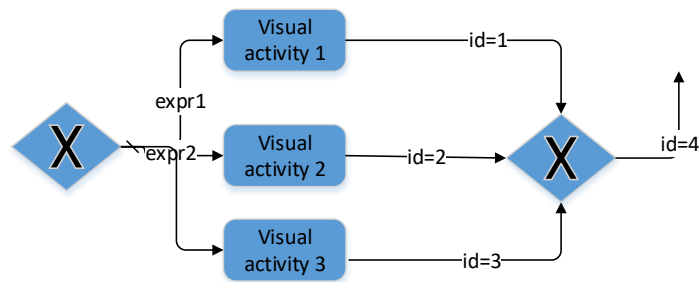 Visual
activity 1
id=1
expr1
X
expr2
Visual
activity 2
id=2
X
id=4
Visual
activity 3
id=3